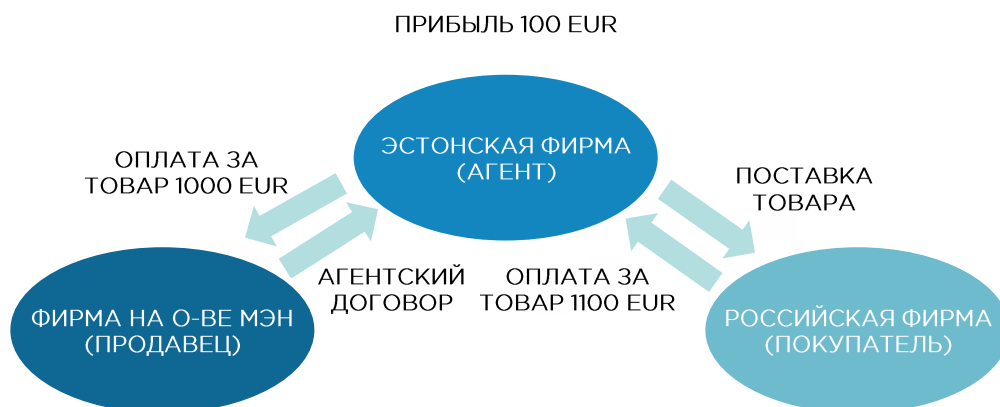 ПРИБЫЛЬ 100 EUR
ЭСТОНСКАЯ ФИРМА
(АГЕНТ)
ОПЛАТА ЗА
ТОВАР 1000 EUR
ПОСТАВКА
ТОВАРА
АГЕНТСКИЙ
ДОГОВОР
ОПЛАТА ЗА
ТОВАР 1100 EUR
ФИРМА НА О-ВЕ МЭН
(ПРОДАВЕЦ)
РОССИЙСКАЯ ФИРМА
(ПОКУПАТЕЛЬ)